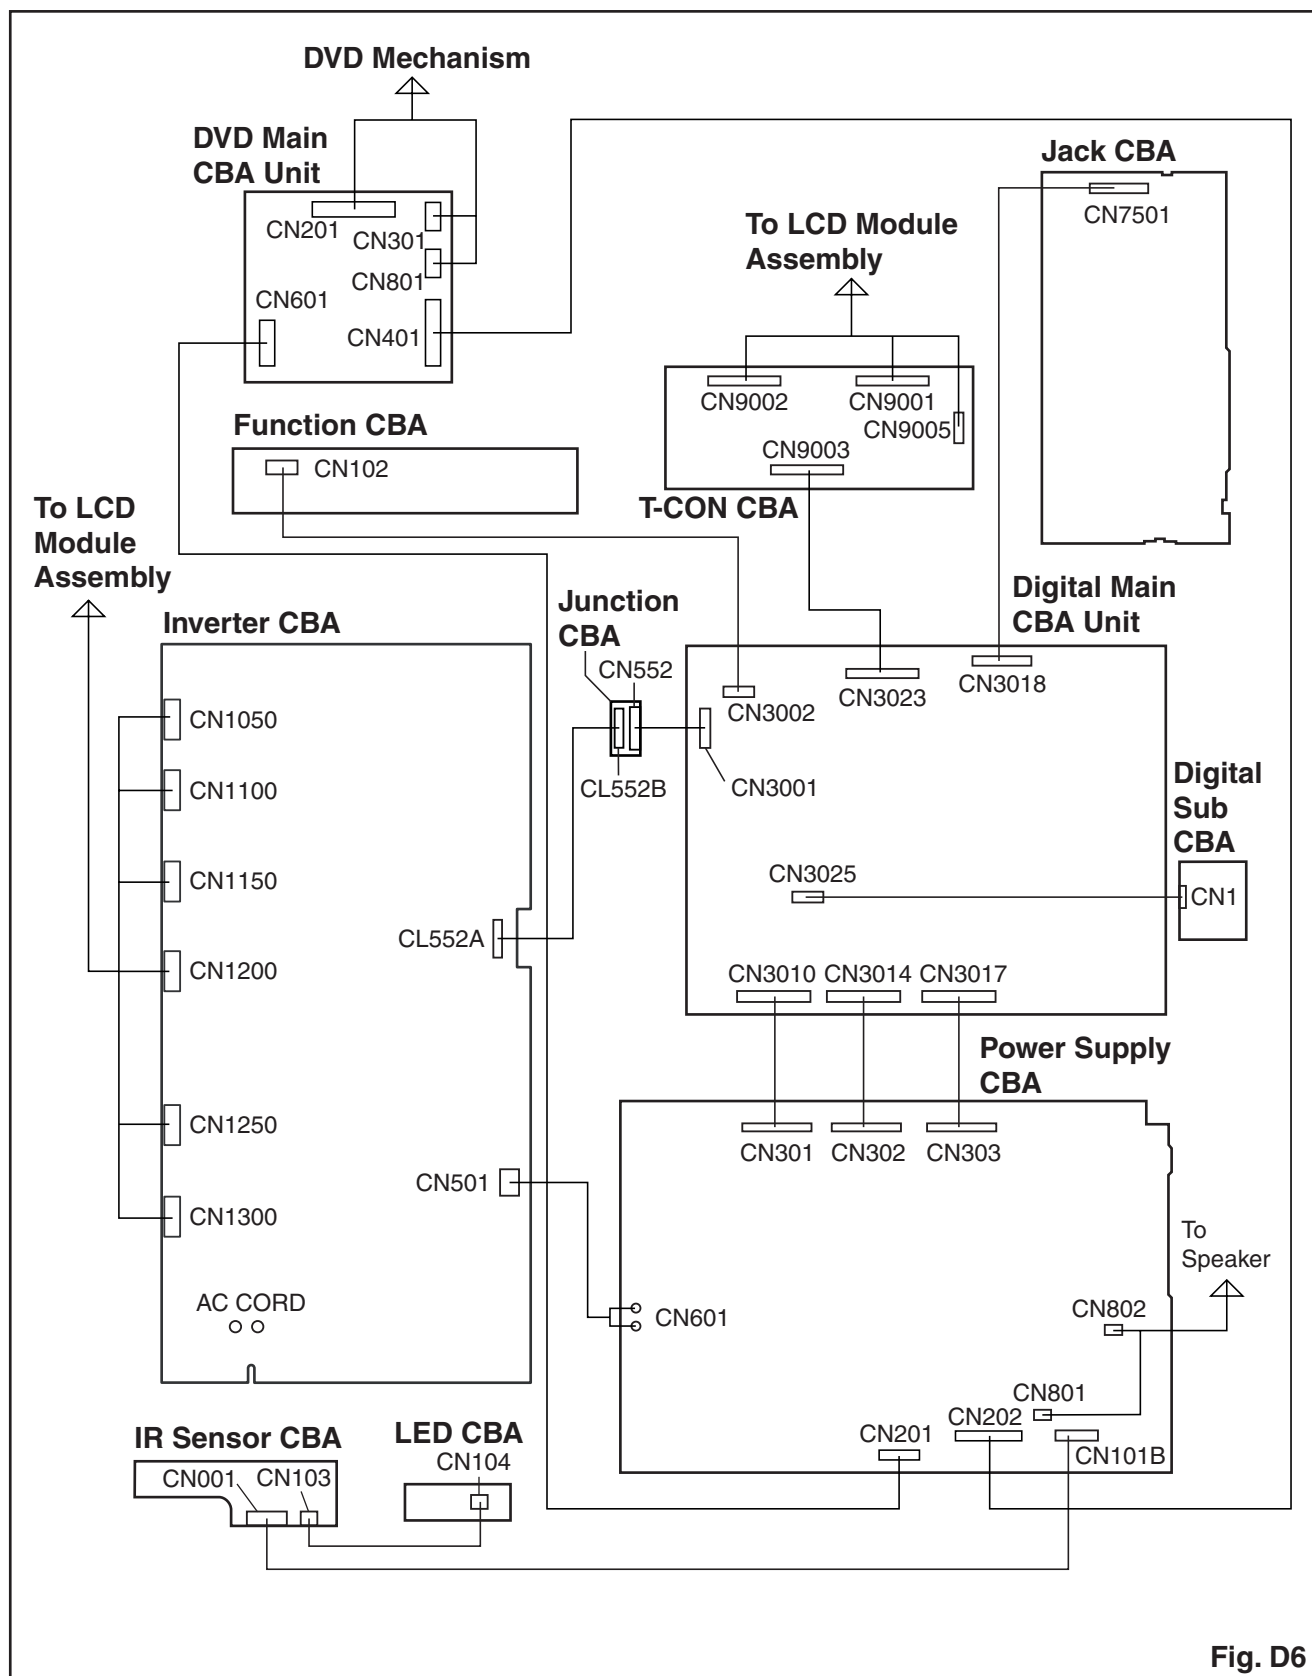 DVD Mechanism
DVD Main
CBA Unit
CN201
CN301
CN801
CN601
CN401
Jack CBA
CN7501
To LCD Module
Assembly
CN9002
CN9001
CN9005
CN9003
T-CON CBA
Function CBA
CN102
To LCD
Module
Assembly
Inverter CBA
CN1050
CN1100
CN1150
CL552A
CN1200
CN1250
CN501
CN1300
AC CORD
Junction
CBA
CN552
CL552B
Digital Main
CBA Unit
CN3002
CN3023
CN3018
CN3001
CN3025
CN3010
CN3014
CN3017
Digital
Sub
CBA
CN1
Power Supply
CBA
CN301
CN302
CN303
CN601
To
Speaker
CN802
CN801
CN202
CN201
CN101B
IR Sensor CBA
CN001
CN103
LED CBA
CN104
Fig. D6